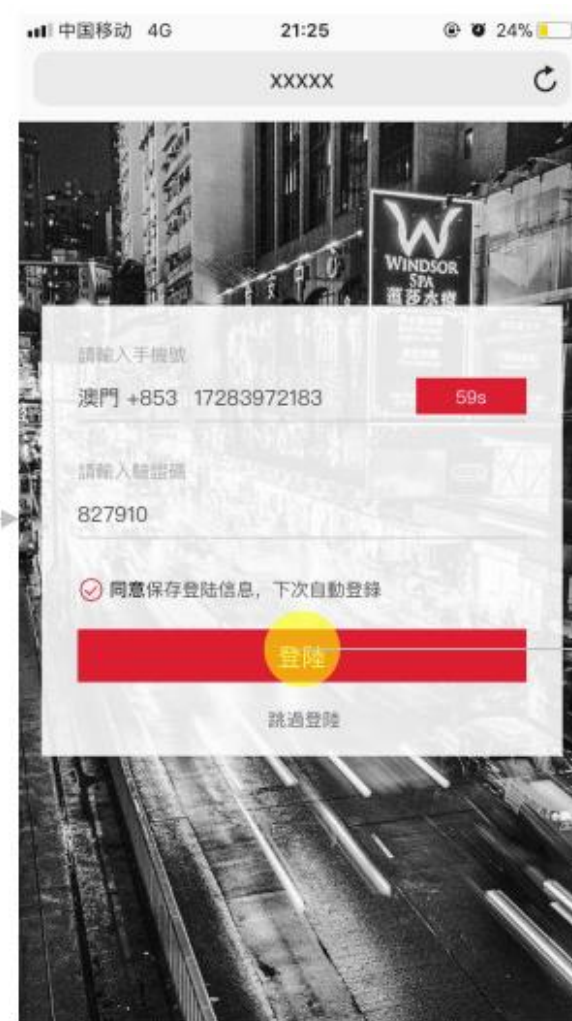 中国移动 4G 21:25 24%
XXXXX
WINDSOR
SPA
請輸入手機號
澳門 +853 17283972183 59s
請輸入驗證碼
827910
同意保存登陆信息，下次自動登錄
登陸
跳過登陸